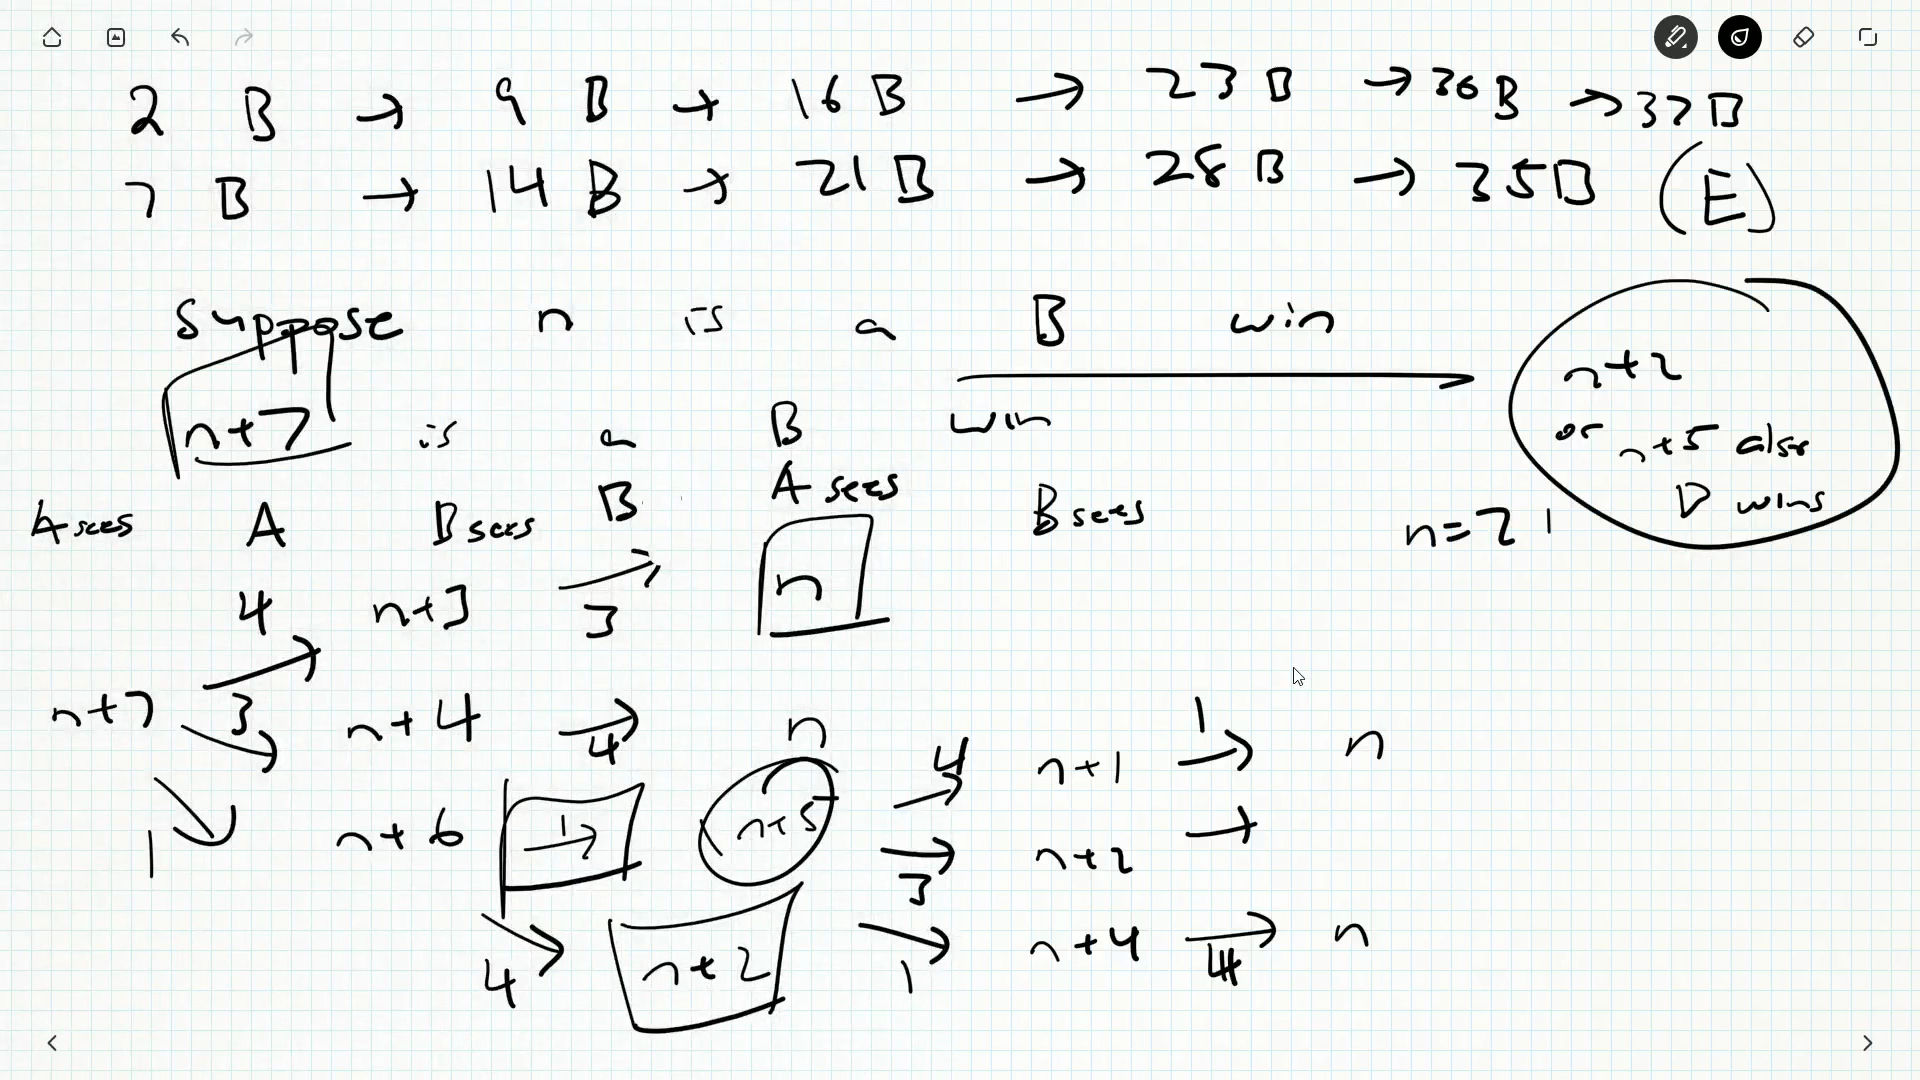 2 B → 9 B → 16 B → 23 B → 30 B → 37 B
7 B → 14 B → 21 B → 28 B → 35 B (E)
Suppose n is a B win
n+2
or n+5 also
B wins
n+7 is a B win
A sees A B sees B A sees B sees n=21
4 n+3 → 3 n
n+7 3 n+4 → 4 n 4 n+1 1 → n
1 n+6 1 → n+5 → 3 n+2 →
4 → n+2 → 1 n+4 → 4 n